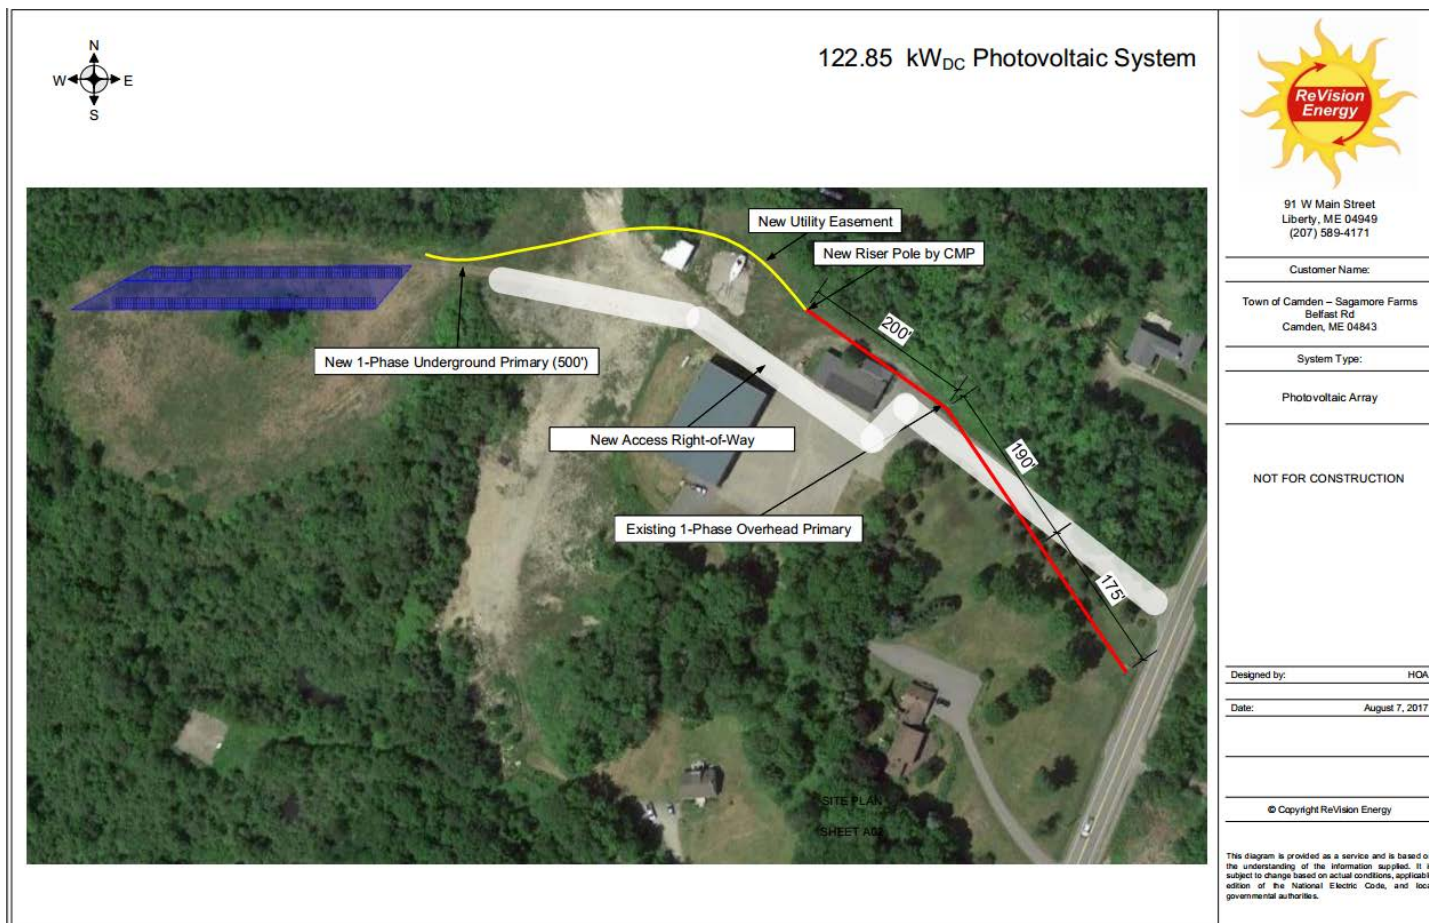 N
W E
S
122.85 kWDC Photovoltaic System
New Utility Easement
New Riser Pole by CMP
200'
New 1-Phase Underground Primary (500')
New Access Right-of-Way
190'
Existing 1-Phase Overhead Primary
175'
SITE PLAN
SHEET A02
ReVision
Energy
91 W Main Street
Liberty, ME 04949
(207) 589-4171
Customer Name:
Town of Camden – Sagamore Farms
Belfast Rd
Camden, ME 04843
System Type:
Photovoltaic Array
NOT FOR CONSTRUCTION
Designed by: HOA
Date: August 7, 2017
© Copyright ReVision Energy
This diagram is provided as a service and is based o
the understanding of the information supplied. It i
subject to change based on actual conditions, applicabl
edition of the National Electric Code, and loca
governmental authorities.